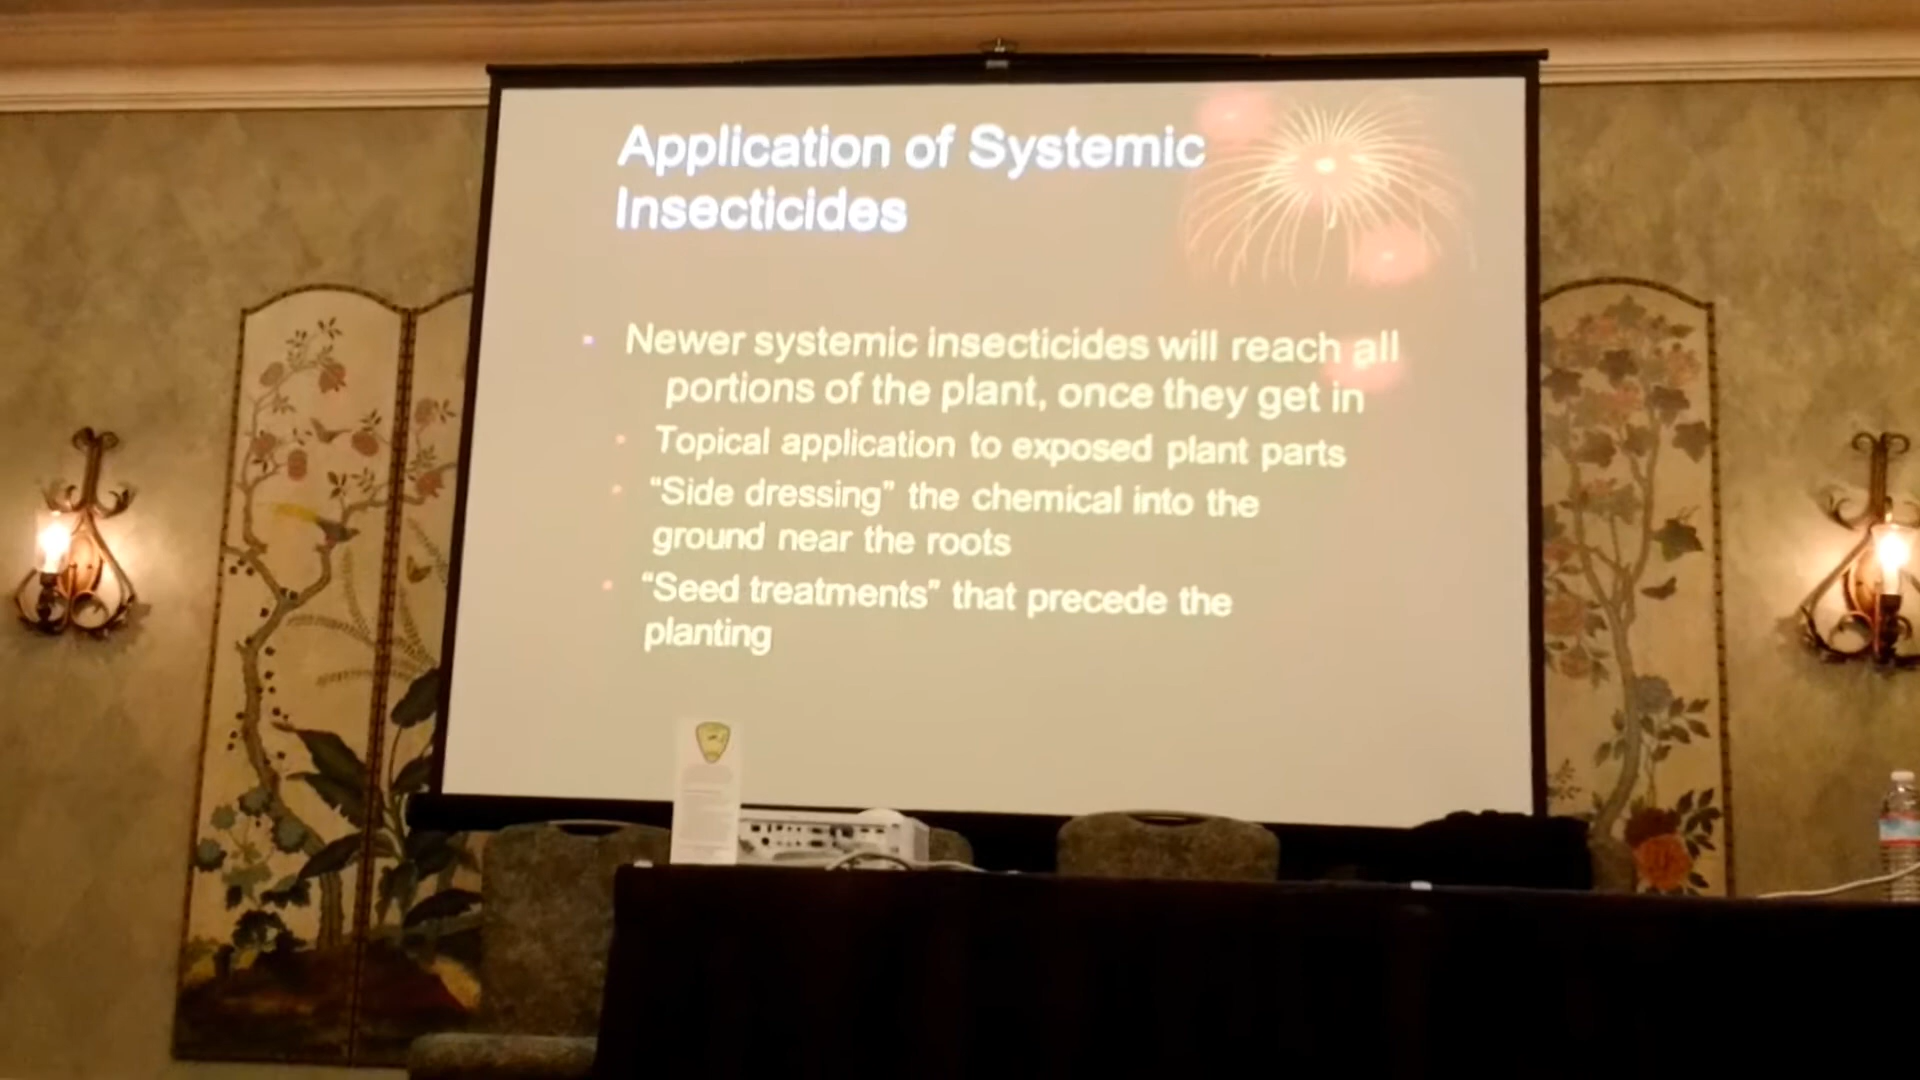 Application of Systemic
Insecticides
Newer systemic insecticides will reach all
portions of the plant, once they get in
Topical application to exposed plant parts
“Side dressing” the chemical into the
ground near the roots
“Seed treatments” that precede the
planting